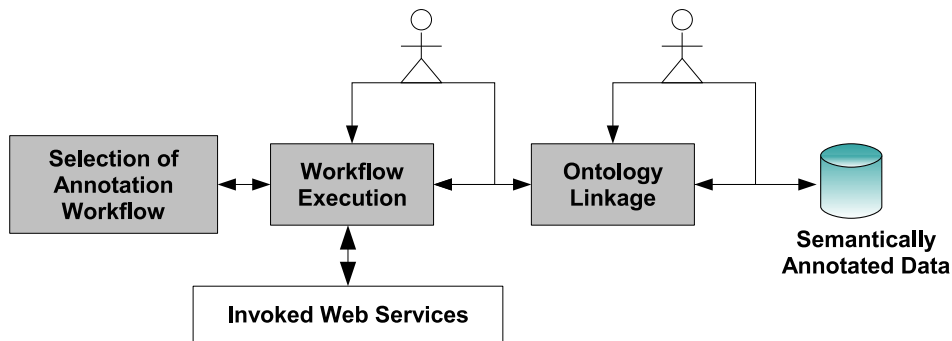 Selection of
Annotation
Workflow
Workflow
Execution
Ontology
Linkage
Semantically
Annotated Data
Invoked Web Services